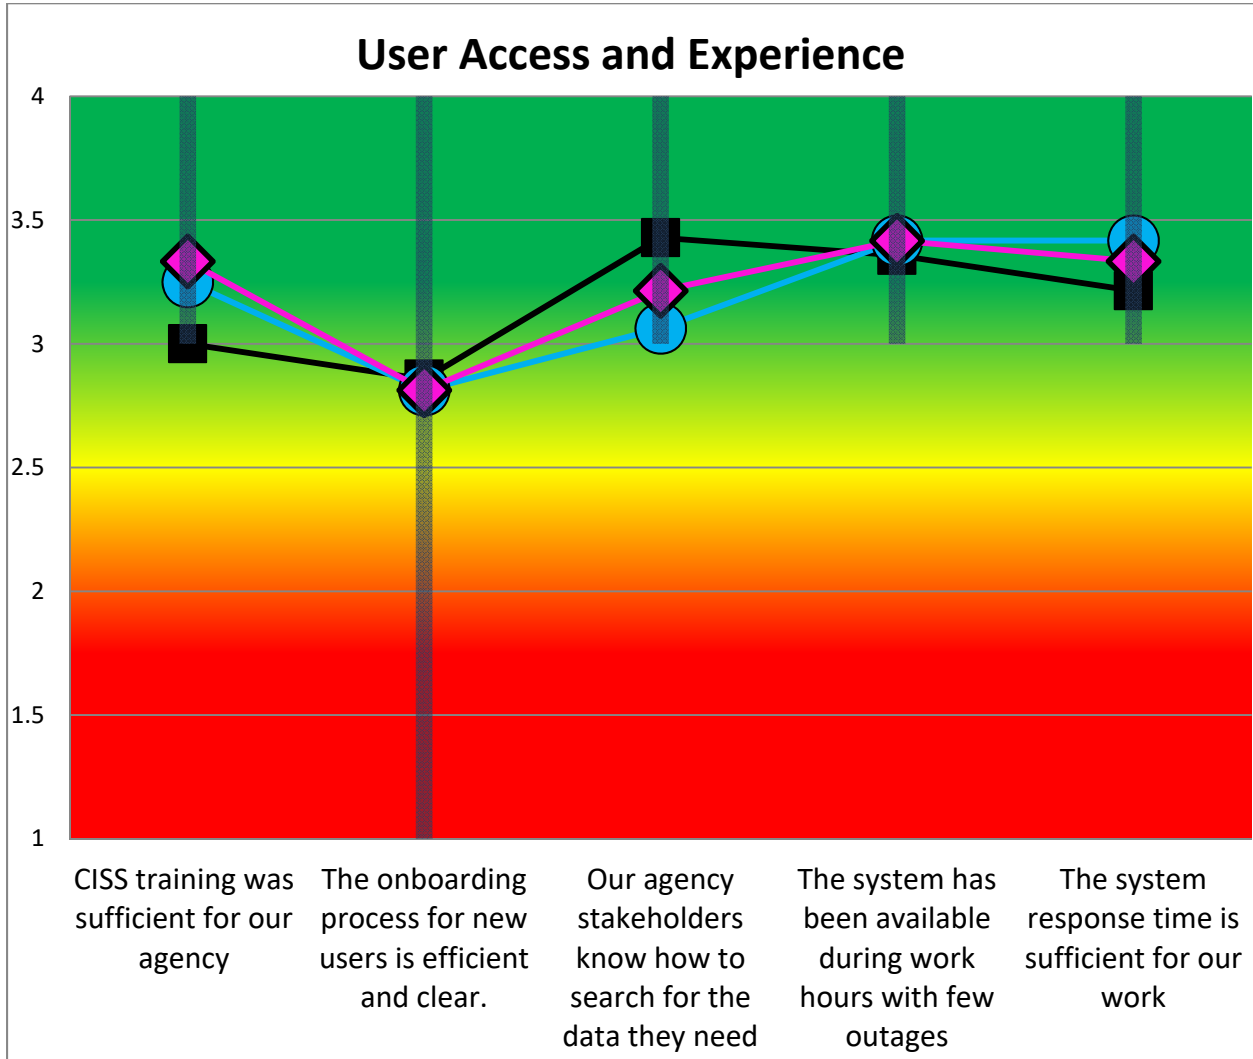 User Access and Experience
4
3.5
3
2.5
2
1.5
1
CISS training was
sufficient for our
agency
The onboarding
process for new
users is efficient
and clear.
Our agency
stakeholders
know how to
search for the
data they need
The system has
been available
during work
hours with few
outages
The system
response time is
sufficient for our
work